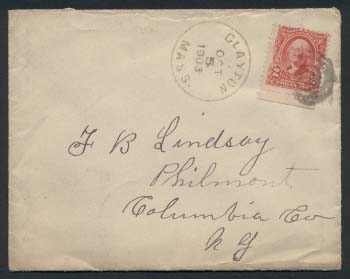 CLAYTON
OCT
5
1903
MASS.
F B Lindsay
Philmont
Columbia Co
N Y